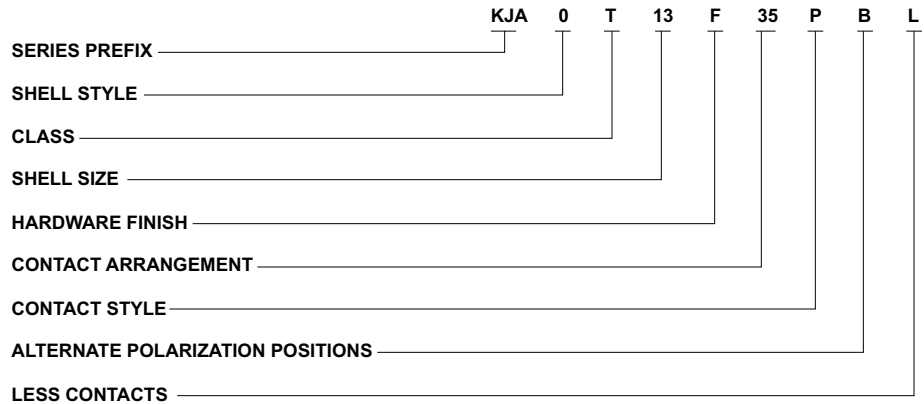 KJA 0 T 13 F 35 P B L
SERIES PREFIX
SHELL STYLE
CLASS
SHELL SIZE
HARDWARE FINISH
CONTACT ARRANGEMENT
CONTACT STYLE
ALTERNATE POLARIZATION POSITIONS
LESS CONTACTS